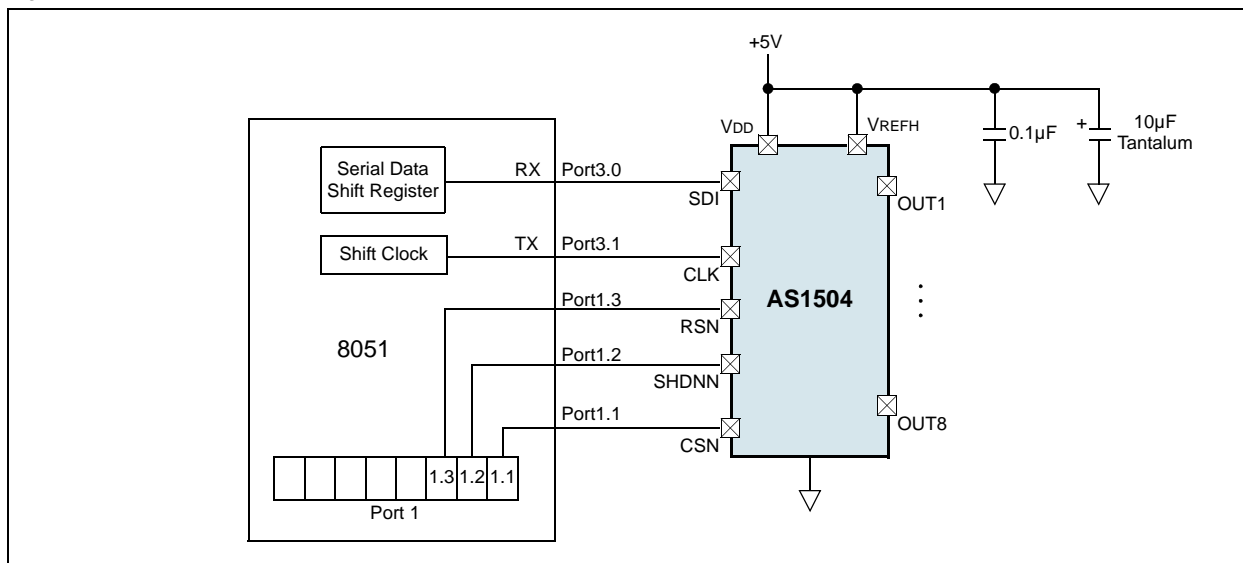 +5V
VDD
VREFH
0.1µF
+
10µF
Tantalum
Serial Data
Shift Register
RX
Port3.0
SDI
OUT1
Shift Clock
TX
Port3.1
CLK
AS1504
Port1.3
RSN
8051
Port1.2
SHDNN
Port1.1
CSN
OUT8
1.3
1.2
1.1
Port 1